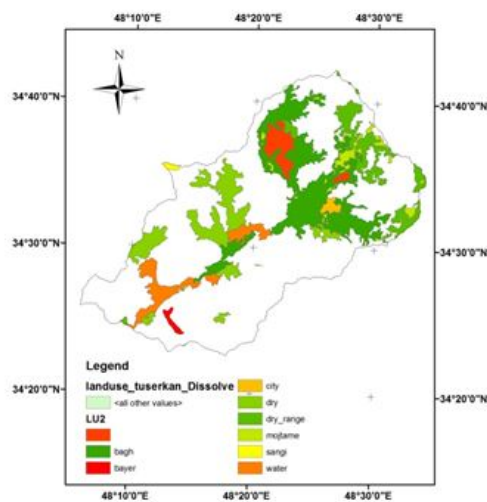 48°10'0"E 48°20'0"E 48°30'0"E
N
34°40'0"N 34°40'0"N
34°30'0"N 34°30'0"N
34°20'0"N 34°20'0"N
Legend
landuse_tuserkan_Dissolve
<all other values>
LU2
bagh
bayer
city
dry
dry_range
mojtame
sangi
water
48°10'0"E 48°20'0"E 48°30'0"E